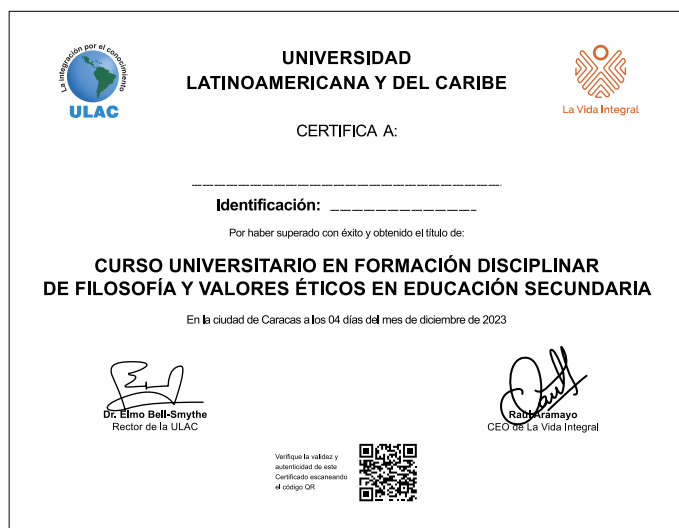 La integración por el conocimiento
ULAC
UNIVERSIDAD
LATINOAMERICANA Y DEL CARIBE
La Vida Integral
CERTIFICA A:
Identificación:
Por haber superado con éxito y obtenido el título de:
CURSO UNIVERSITARIO EN FORMACIÓN DISCIPLINAR
DE FILOSOFÍA Y VALORES ÉTICOS EN EDUCACIÓN SECUNDARIA
En la ciudad de Caracas a los 04 días del mes de diciembre de 2023
Dr. Elmo Bell-Smythe
Rector de la ULAC
Raúl Aramayo
CEO de La Vida Integral
Verifique la validez y
autenticidad de este
Certificado escaneando
el código QR